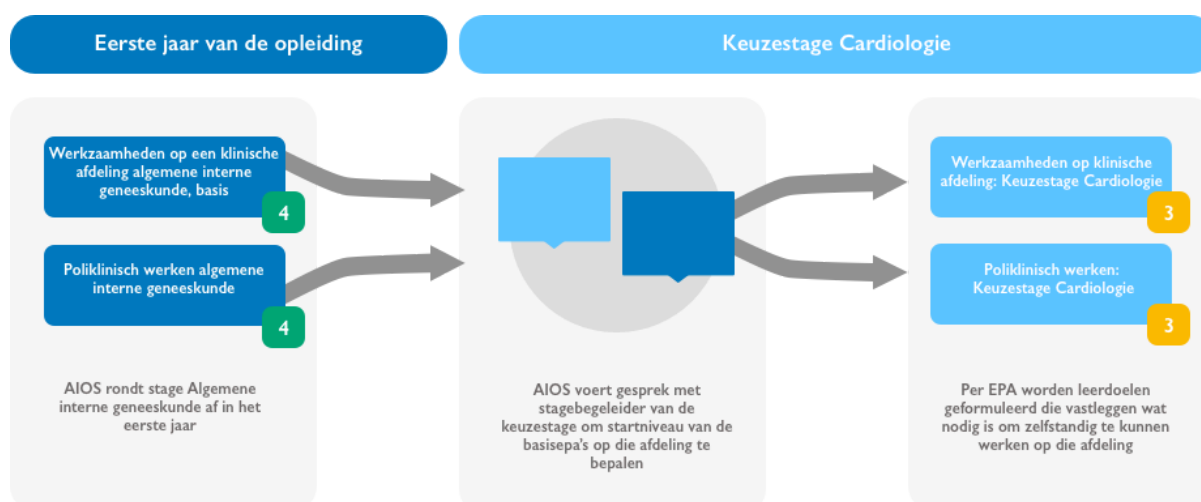 Eerste jaar van de opleiding
Keuzestage Cardiologie
Werkzaamheden op een klinische
afdeling algemene interne
geneeskunde, basis
4
Poliklinisch werken algemene
interne geneeskunde
4
AIOS rondt stage Algemene
interne geneeskunde af in het
eerste jaar
AIOS voert gesprek met
stagebegeleider van de
keuzestage om startniveau van de
basisepa's op die afdeling te
bepalen
Werkzaamheden op klinische
afdeling: Keuzestage Cardiologie
3
Poliklinisch werken:
Keuzestage Cardiologie
3
Per EPA worden leerdoelen
geformuleerd die vastleggen wat
nodig is om zelfstandig te kunnen
werken op die afdeling